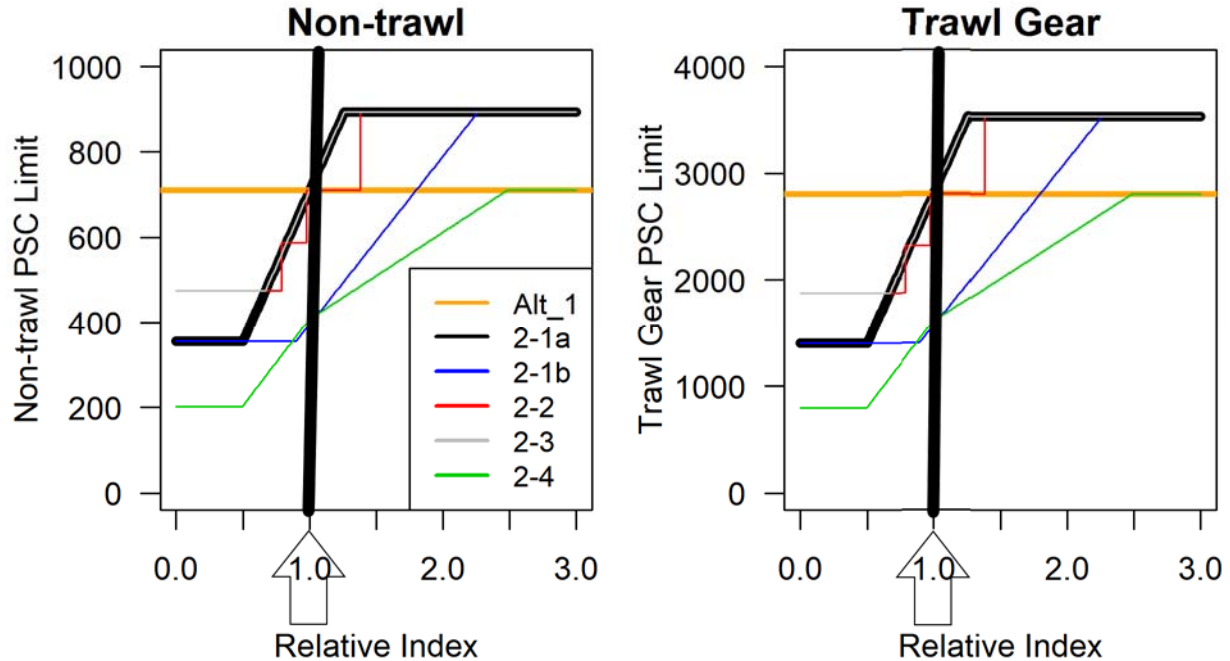 Non-trawl
Trawl Gear
Non-trawl PSC Limit
1000
800
600
400
200
0
Alt_1
2-1a
2-1b
2-2
2-3
2-4
0.0 1.0 2.0 3.0
Relative Index
Trawl Gear PSC Limit
4000
3000
2000
1000
0
0.0 1.0 2.0 3.0
Relative Index